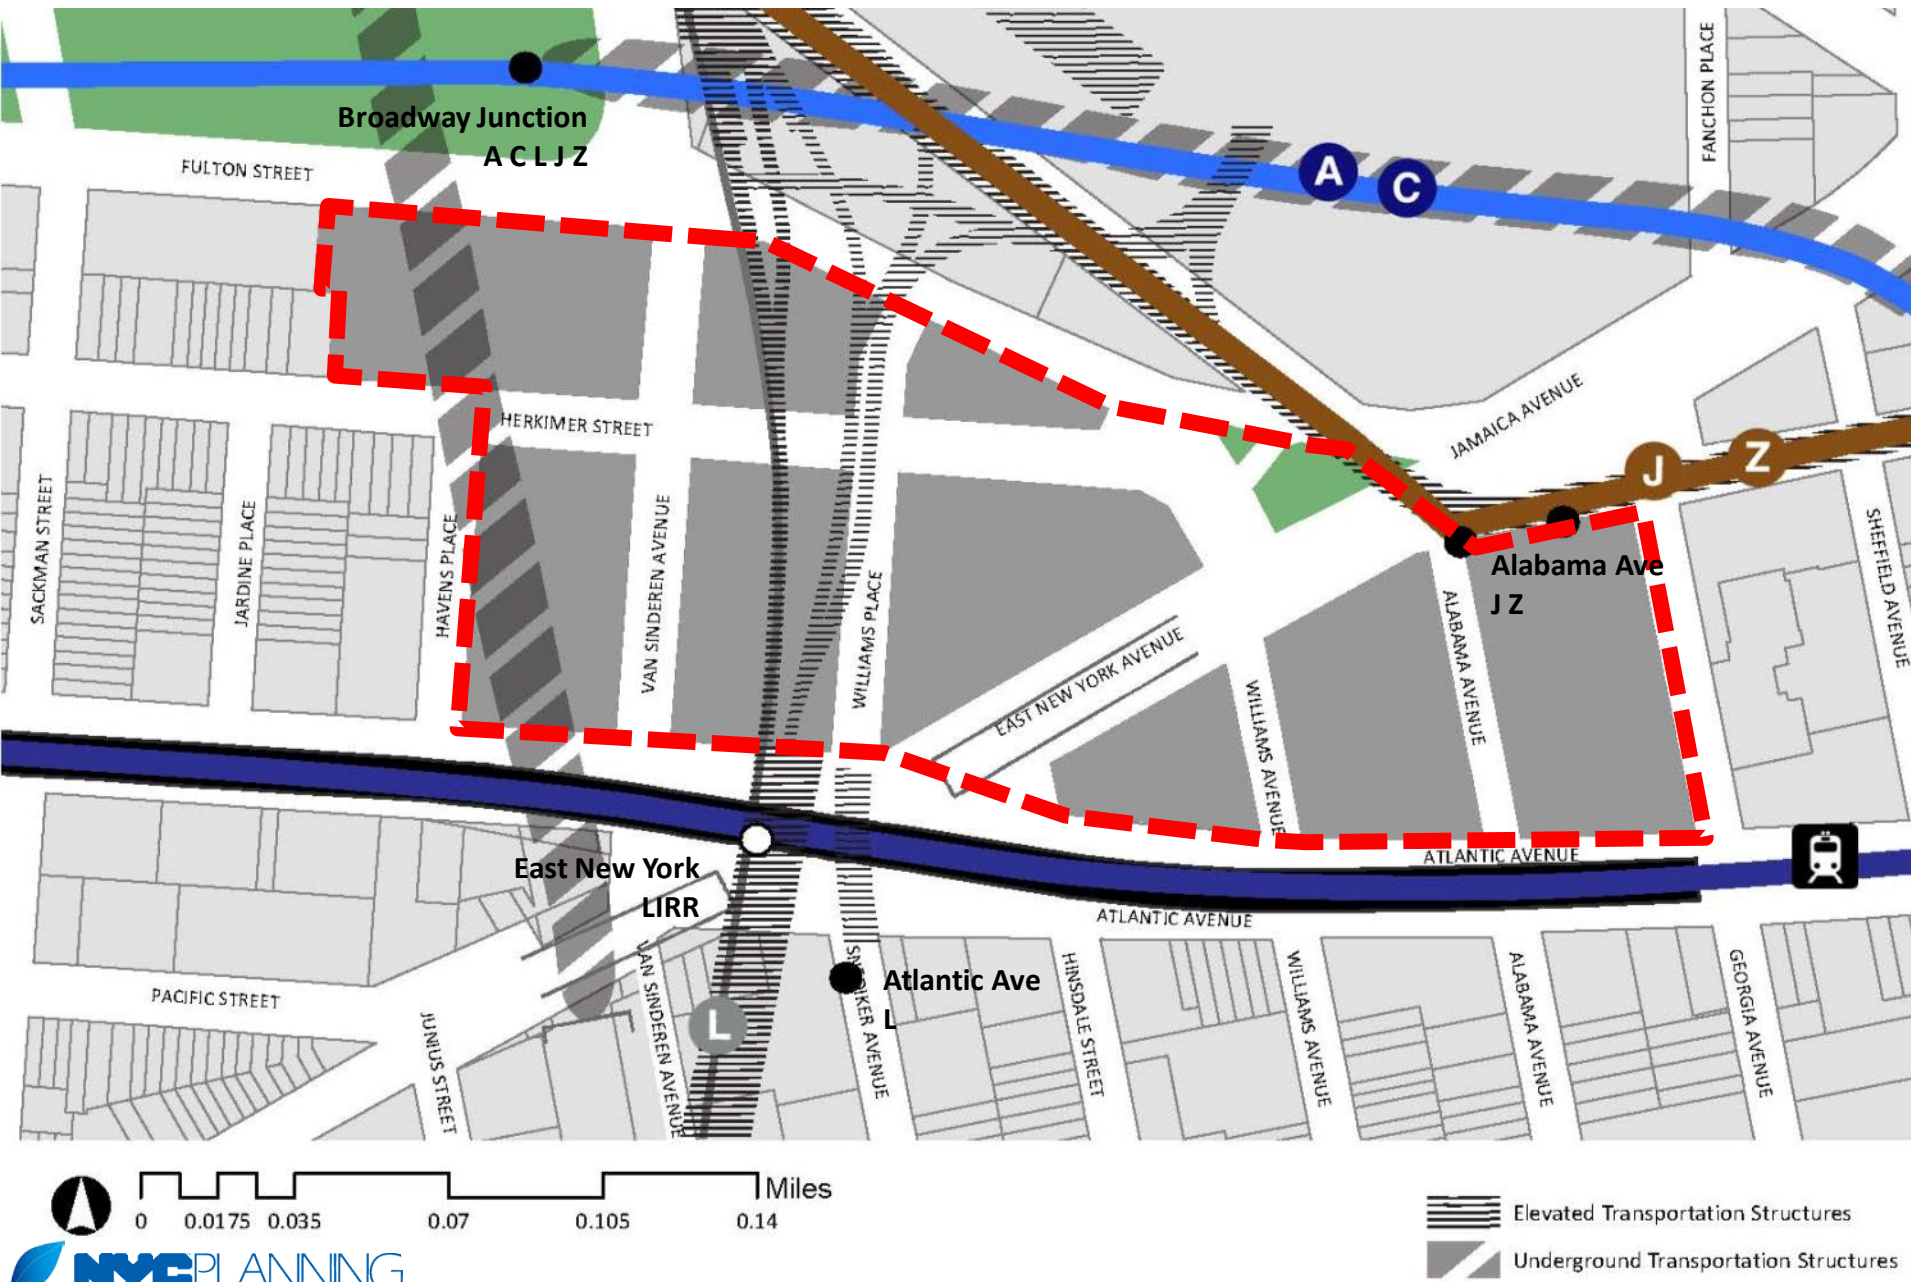 Broadway Junction
A C L J Z
FULTON STREET
A
C
FANCHON PLACE
HERKIMER STREET
JAMAICA AVENUE
J
Z
SACKMAN STREET
JARDINE PLACE
HAVENS PLACE
VAN SINDEREN AVENUE
WILLIAMS PLACE
EAST NEW YORK AVENUE
WILLIAMS AVENUE
ALABAMA AVENUE
Alabama Ave
J Z
SHEFFIELD AVENUE
East New York
LIRR
ATLANTIC AVENUE
ATLANTIC AVENUE
PACIFIC STREET
JUNIUS STREET
VAN SINDEREN AVENUE
L
Atlantic Ave
L
AVENUE
HINSDALE STREET
WILLIAMS AVENUE
ALABAMA AVENUE
GEORGIA AVENUE
Miles
0 0.0175 0.035 0.07 0.105 0.14
Elevated Transportation Structures
Underground Transportation Structures
NYCPLANNING